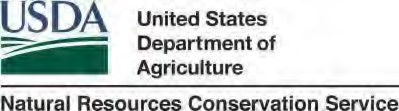 USDA
United States
Department of
Agriculture
Natural Resources Conservation Service